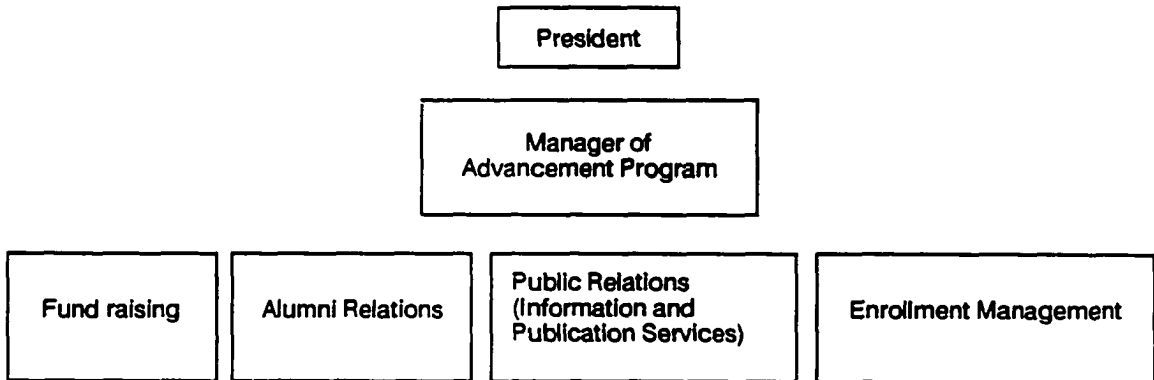 President
Manager of
Advancement Program
Fund raising
Alumni Relations
Public Relations
(Information and
Publication Services)
Enrollment Management